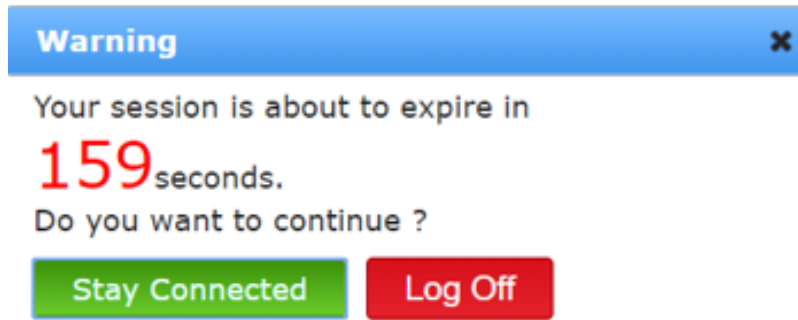 Warning
Your session is about to expire in
159seconds.
Do you want to continue ?
Stay Connected Log Off